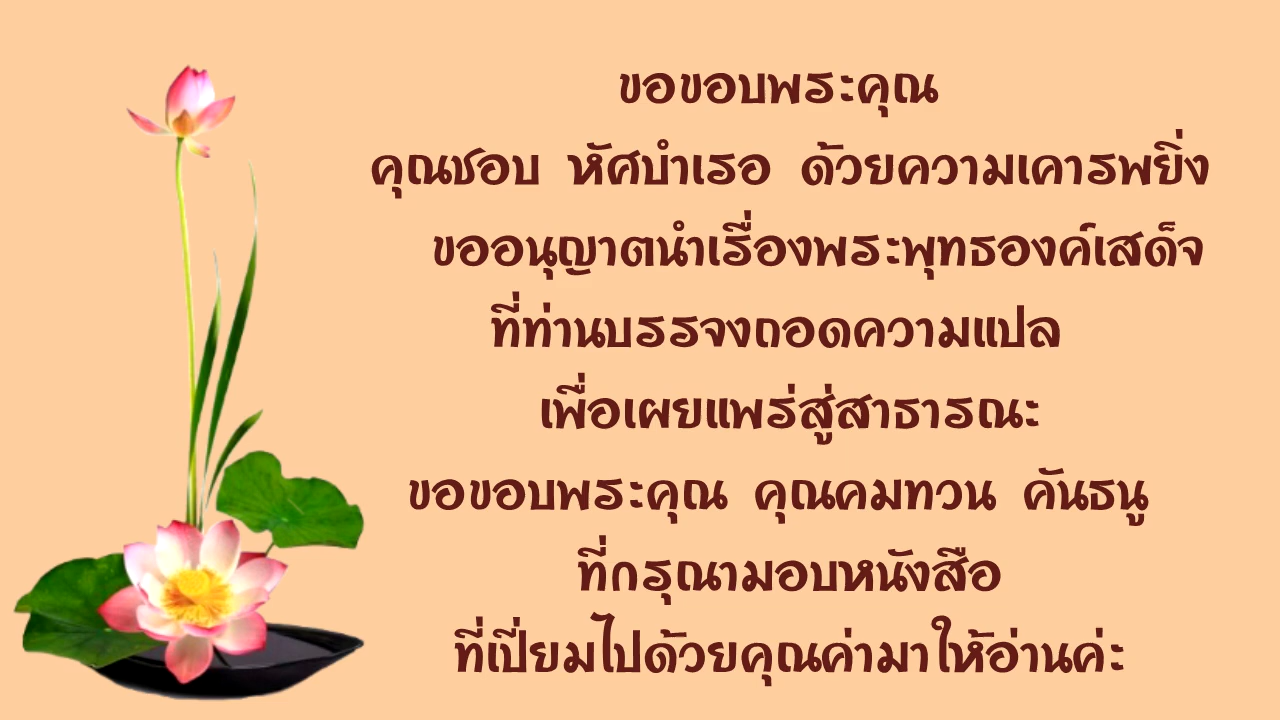 ขอขอบพระคุณ
คุณชอบ หัศบำเรอ ด้วยความเคารพยิ่ง
ขออนุญาตนำเรื่องพระพุทธองค์เสด็จ
ที่ท่านบรรจงถอดความแปล
เพื่อเผยแพร่สู่สาธารณะ
ขอขอบพระคุณ คุณคมทวน คันธนู
ที่กรุณามอบหนังสือ
ที่เปี่ยมไปด้วยคุณค่ามาให้อ่านค่ะ